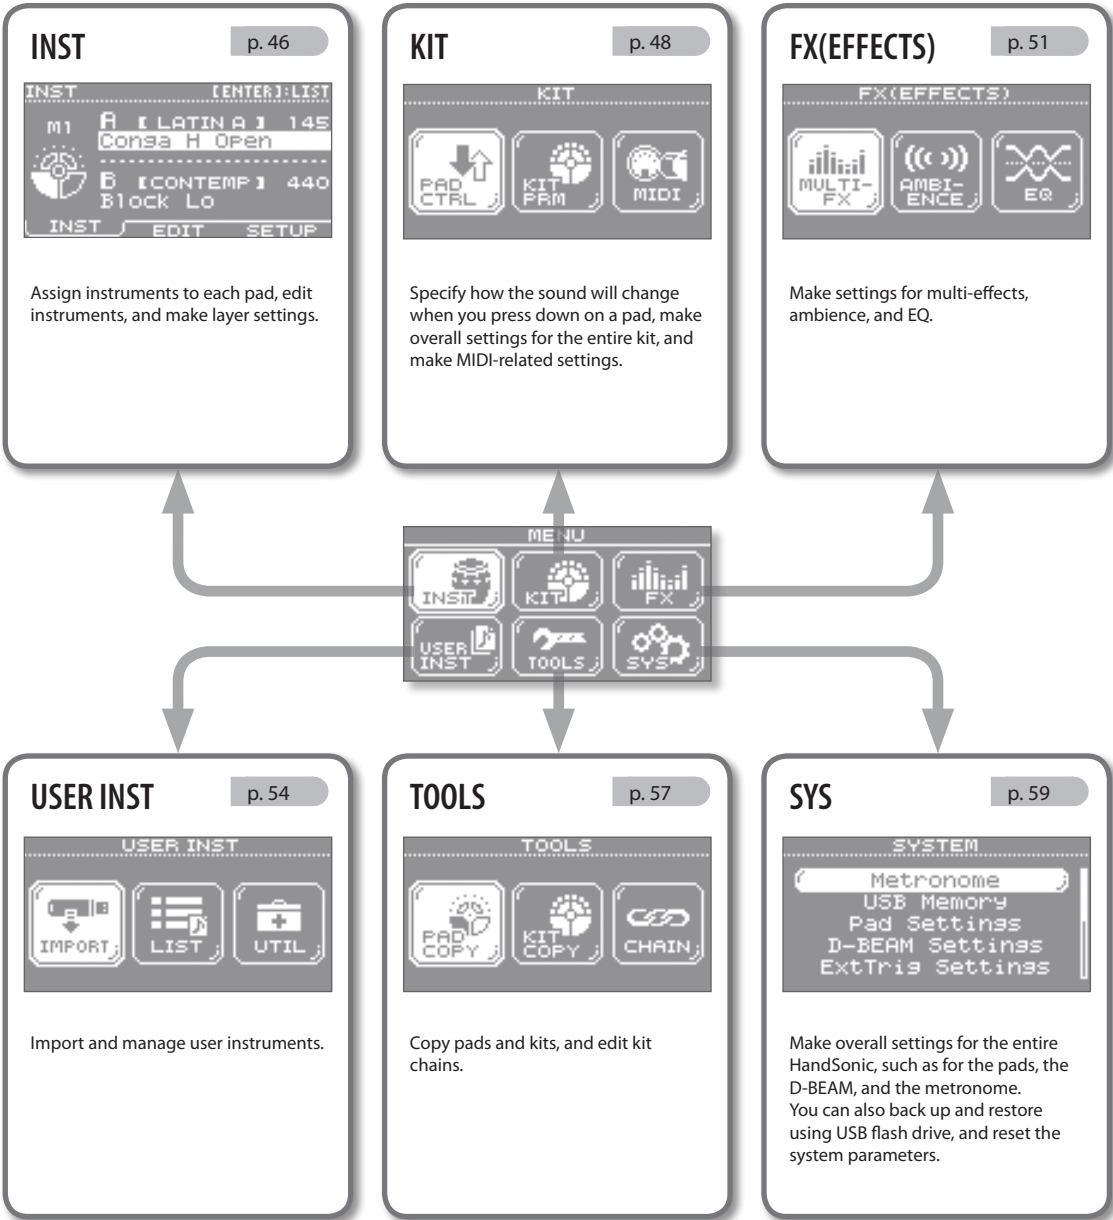 INST
p. 46
INST [ENTER]:LIST
M1
A [ LATIN A ] 145
Conga H Open
B [CONTEMP ] 440
Block Lo
INST EDIT SETUP
Assign instruments to each pad, edit
instruments, and make layer settings.
KIT
p. 48
KIT
PAD
CTRL
KIT
PRM
MIDI
Specify how the sound will change
when you press down on a pad, make
overall settings for the entire kit, and
make MIDI-related settings.
FX(EFFECTS)
p. 51
FX(EFFECTS)
MULTI-
FX
AMBI-
ENCE
EQ
Make settings for multi-effects,
ambience, and EQ.
MENU
INST
KIT
FX
USER
INST
TOOLS
SYS
USER INST
p. 54
USER INST
IMPORT
LIST
UTIL
Import and manage user instruments.
TOOLS
p. 57
TOOLS
PAD
COPY
KIT
COPY
CHAIN
Copy pads and kits, and edit kit
chains.
SYS
p. 59
SYSTEM
Metronome
USB Memory
Pad Settings
D-BEAM Settings
ExtTrig Settings
Make overall settings for the entire
HandSonic, such as for the pads, the
D-BEAM, and the metronome.
You can also back up and restore
using USB flash drive, and reset the
system parameters.